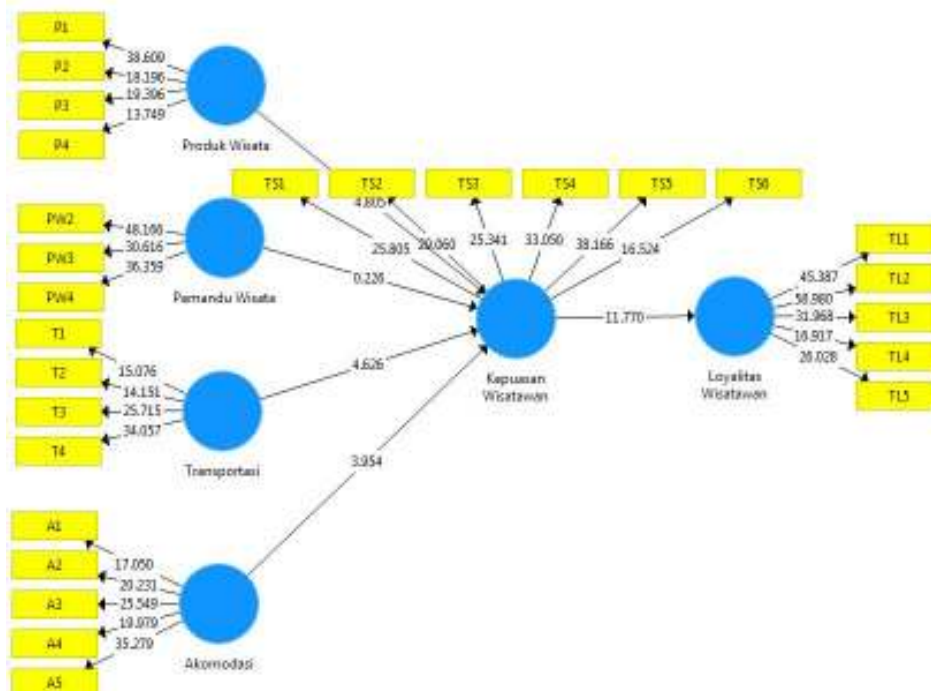 P1
38.609
P2
18.196
P3
19.396
13.749
P4
Produk Wisata
TS1
TS2
TS3
TS4
TS5
TS6
4.805
25.805
20.060
25.341
33.050
38.166
16.524
PW2
48.166
PW3
30.616
36.359
PW4
Pemandu Wisata
0.226
T1
15.076
T2
14.151
T3
25.715
34.057
T4
Transportasi
4.626
Kepuasan
Wisatawan
11.770
Loyalitas
Wisatawan
TL1
45.387
TL2
58.980
TL3
31.968
16.917
TL4
26.028
TL5
3.954
A1
17.050
A2
20.231
A3
25.549
19.979
A4
35.279
A5
Akomodasi